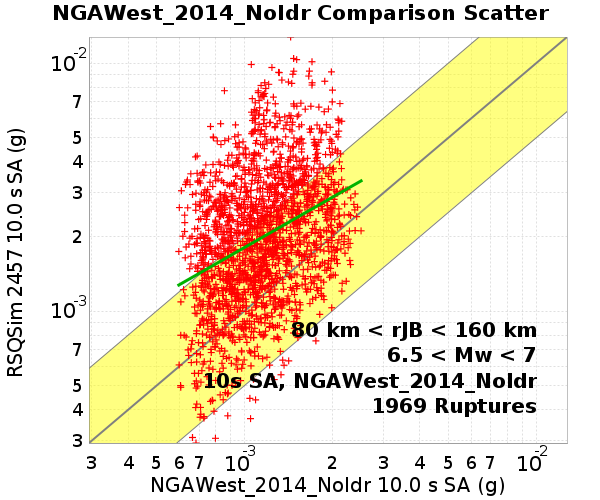 NGAWest_2014_NoIdr Comparison Scatter
RSQSim 2457 10.0 s SA (g)
10-2
7
5
4
3
2
10-3
7
5
4
3
80 km < rJB < 160 km
6.5 < Mw < 7
10s SA, NGAWest_2014_NoIdr
1969 Ruptures
3 4 5 6 7 10-3 2 3 4 5 6 7 10-2
NGAWest_2014_NoIdr 10.0 s SA (g)